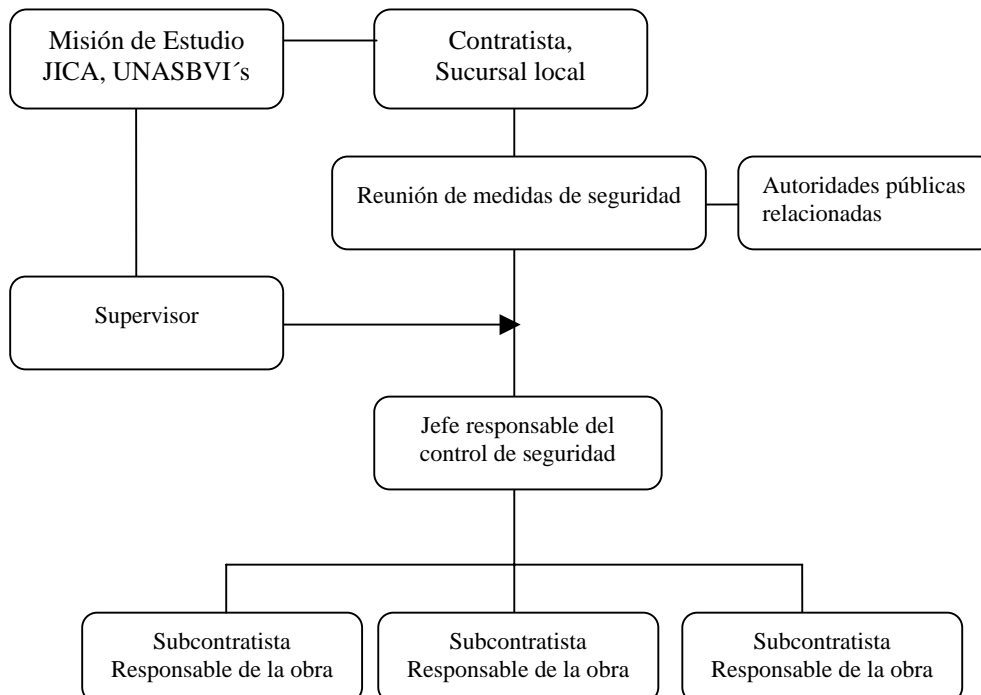 Misión de Estudio
JICA, UNASBVI´s
Contratista,
Sucursal local
Reunión de medidas de seguridad
Autoridades públicas
relacionadas
Supervisor
Jefe responsable del
control de seguridad
Subcontratista
Responsable de la obra
Subcontratista
Responsable de la obra
Subcontratista
Responsable de la obra